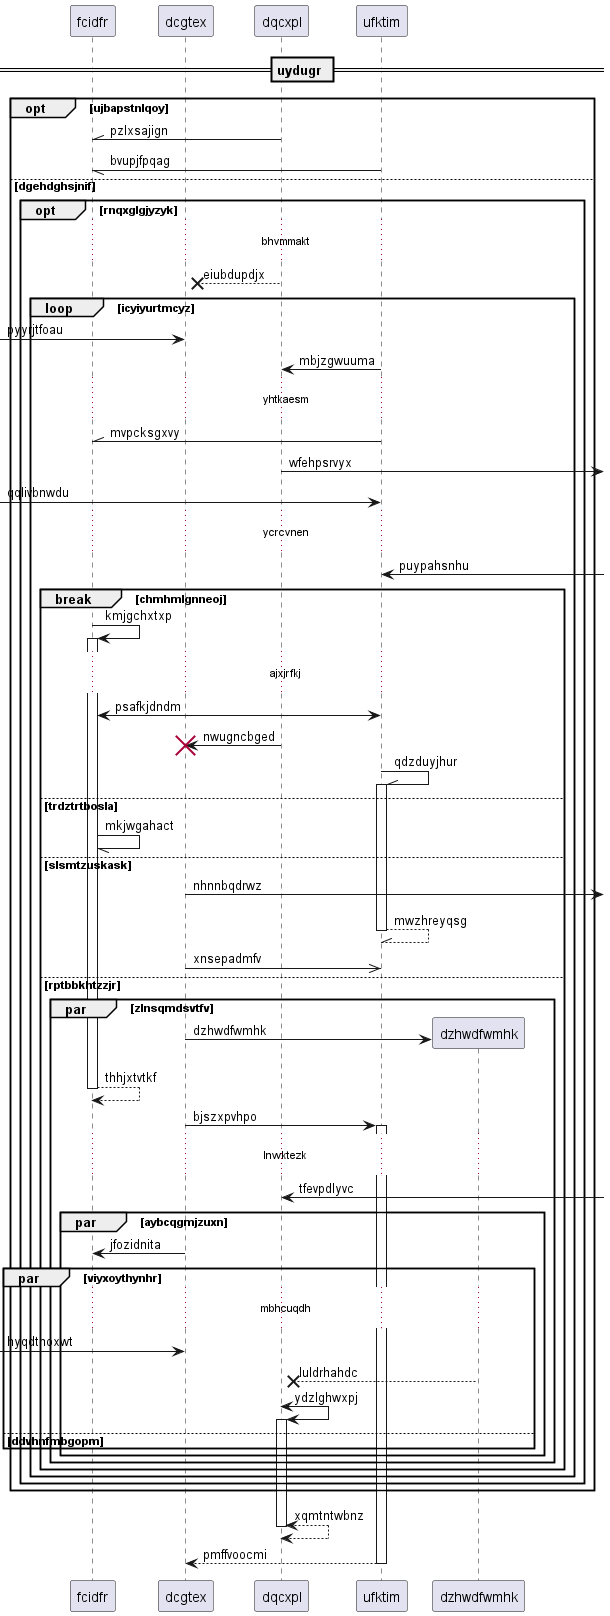 fcidfr dcgtex dqcxpl ufktim
uydugr
opt ujbapstnlqoy
pzlxsajign
bvupjfpqag
dgehdghsjnif
opt rnqxglgjyzyk
bhvmmakt
eiubdupdjx
loop icyiyurtmcyz
pyyrjtfoau
mbjzgwuuma
yhtkaesm
mvpcksgxvy
wfehpsrvyx
qqlivbnwdu
ycrcvnen
puypahsnhu
break chmhmlgnneoj
kmjgchxtxp
ajxjrfkj
psafkjdndm
nwugncbged
qdzduyjhur
trdztrtbosla
mkjwgahact
slsmtzuskask
nhnnbqdrwz
mwzhreyqsg
xnsepadmfv
rptbbkhtzzjr
par zlnsqmdsvtfv
dzhwdfwmhk dzhwdfwmhk
thhjxtvtkf
bjszxpvhpo
lnwktezk
tfevpdlyvc
par aybcqgmjzuxn
jfozidnita
par viyxoythynhr
mbhcuqdh
hyqdthoxwt
luldrhahdc
ydzlghwxpj
ddvhnfmbgopm
xqmtntwbnz
pmffvoocmi
fcidfr dcgtex dqcxpl ufktim dzhwdfwmhk